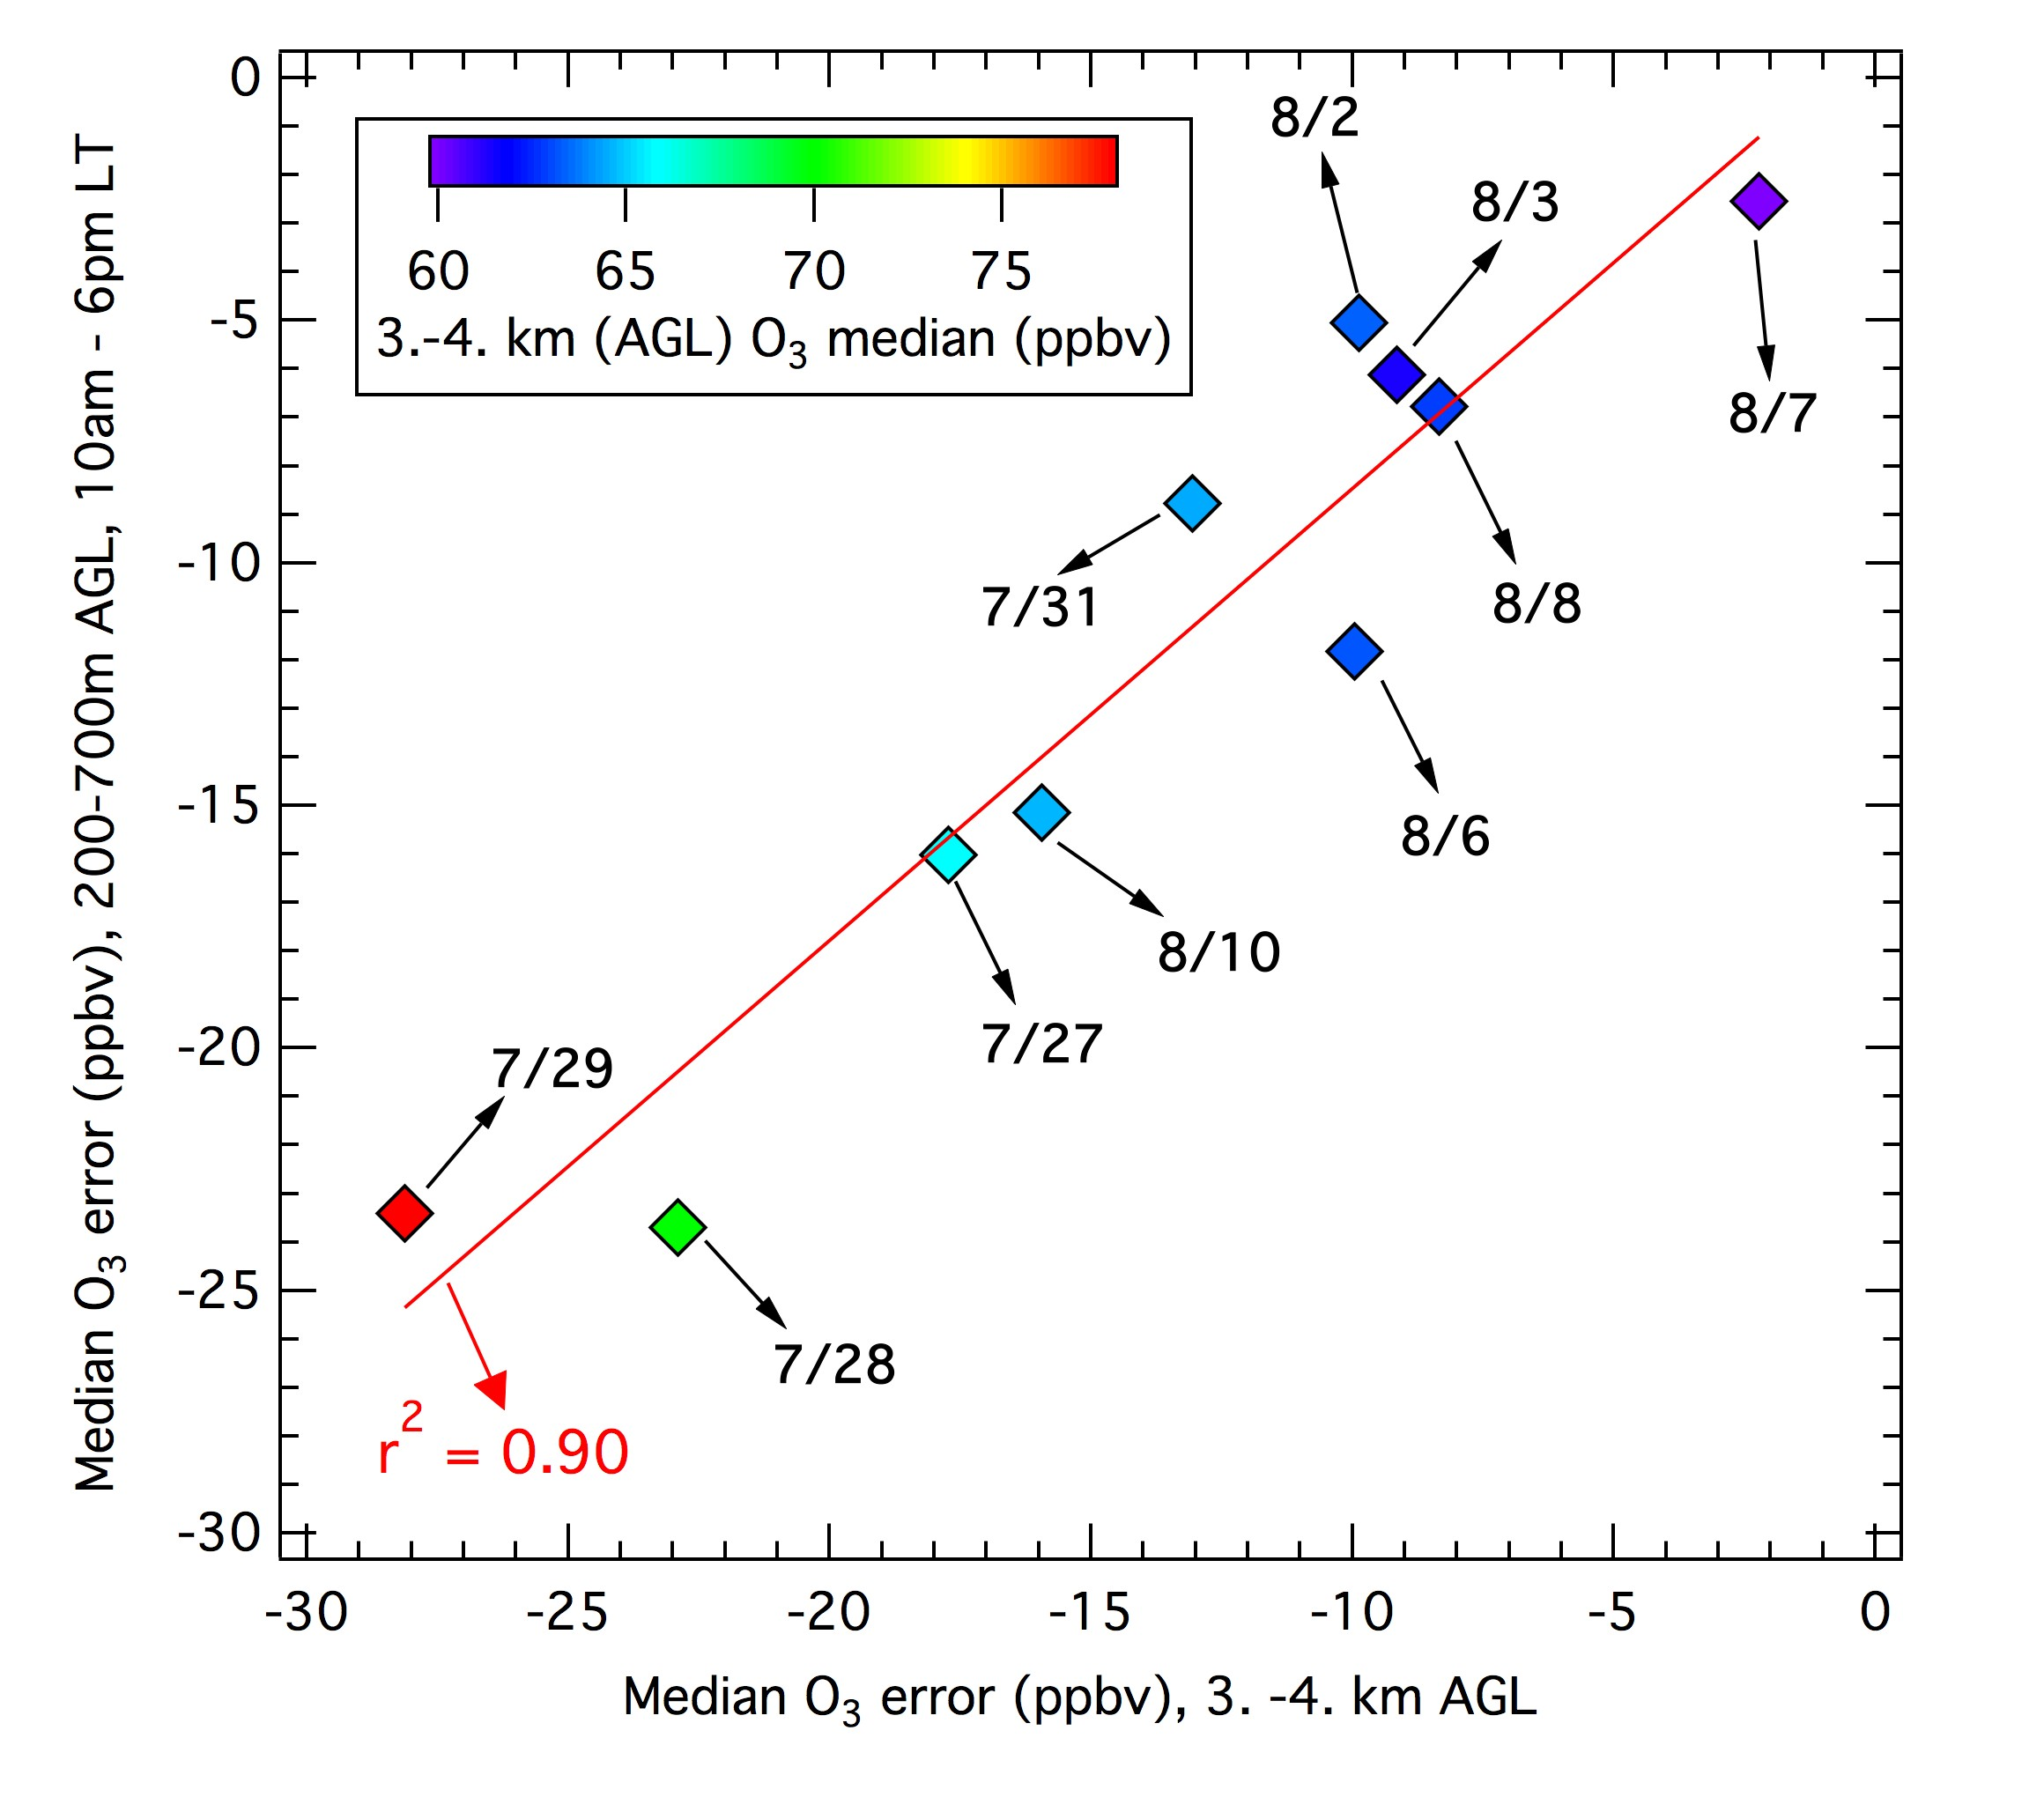 Median O3 error (ppbv), 200-700m AGL, 10am - 6pm LT
0
-5
-10
-15
-20
-25
-30
60 65 70 75
3.-4. km (AGL) O3 median (ppbv)
8/2
8/3
8/7
7/31
8/8
8/6
8/10
7/27
7/29
7/28
r2 = 0.90
-30 -25 -20 -15 -10 -5 0
Median O3 error (ppbv), 3. -4. km AGL